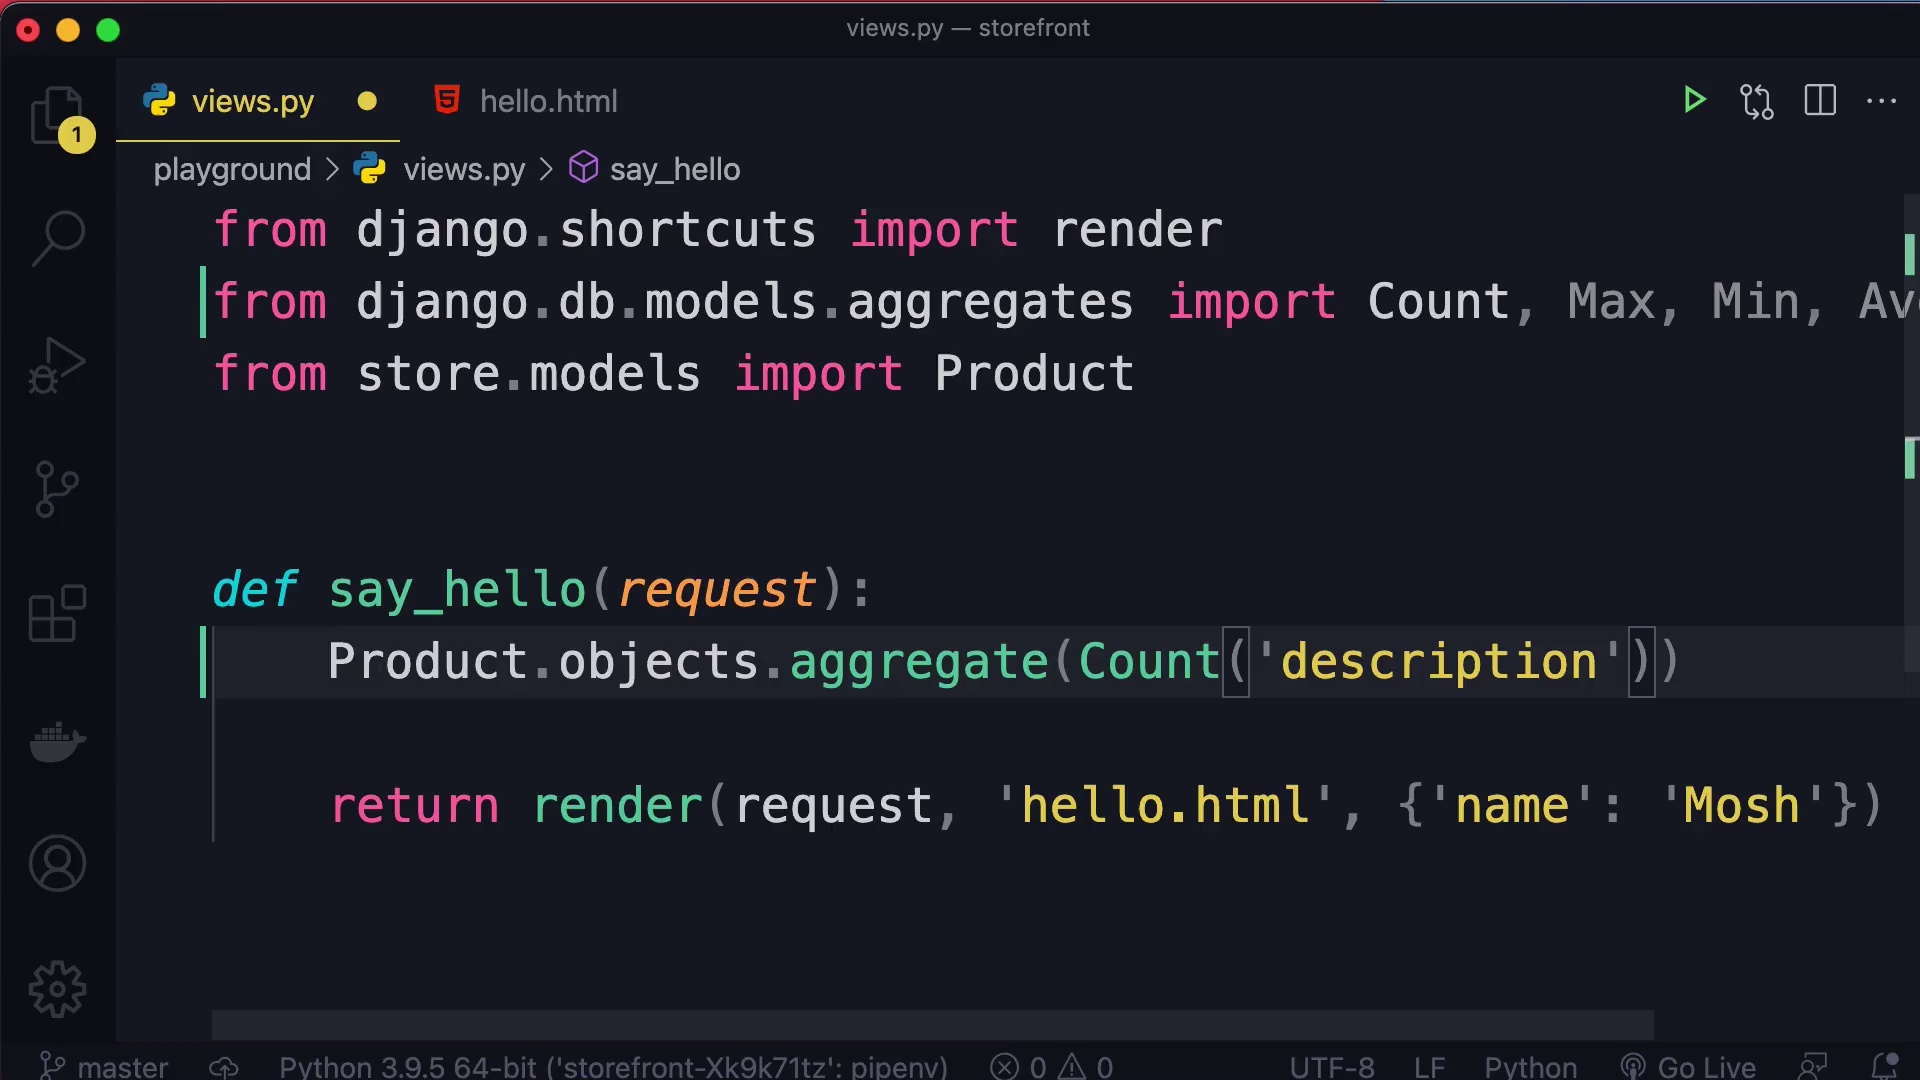 views.py — storefront
views.py hello.html
1
playground > views.py > say_hello
from django.shortcuts import render
from django.db.models.aggregates import Count, Max, Min,
from store.models import Product
def say_hello(request):
    Product.objects.aggregate(Count('description'))
    return render(request, 'hello.html', {'name': 'Mosh'})
master Python 3.9.5 64-bit ('storefront-Xk9k71tz': pipenv) 0 0 UTF-8 LF Python Go Live